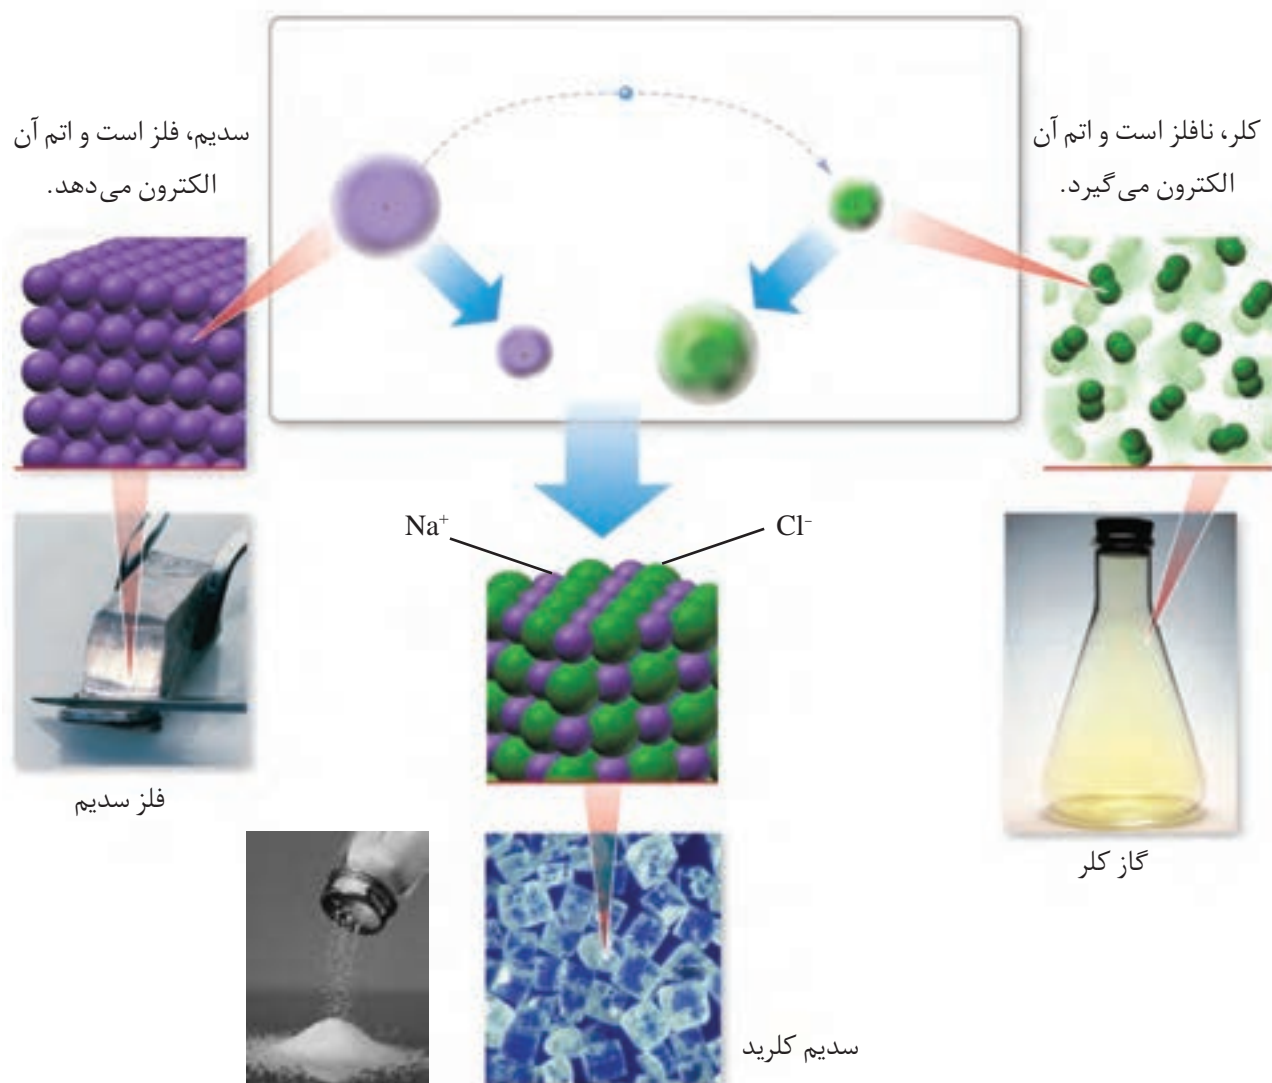 کلر، نافلز است و اتم آن
الکترون می‌گیرد.
سدیم، فلز است و اتم آن
الکترون می‌دهد.
Na⁺
Cl⁻
فلز سدیم
گاز کلر
سدیم کلرید